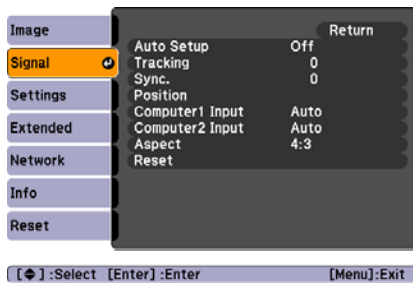 Image
Signal
Settings
Extended
Network
Info
Reset
Return
Auto Setup Off
Tracking 0
Sync. 0
Position
Computer1 Input Auto
Computer2 Input Auto
Aspect 4:3
Reset
[ ] :Select [Enter] :Enter [Menu]:Exit